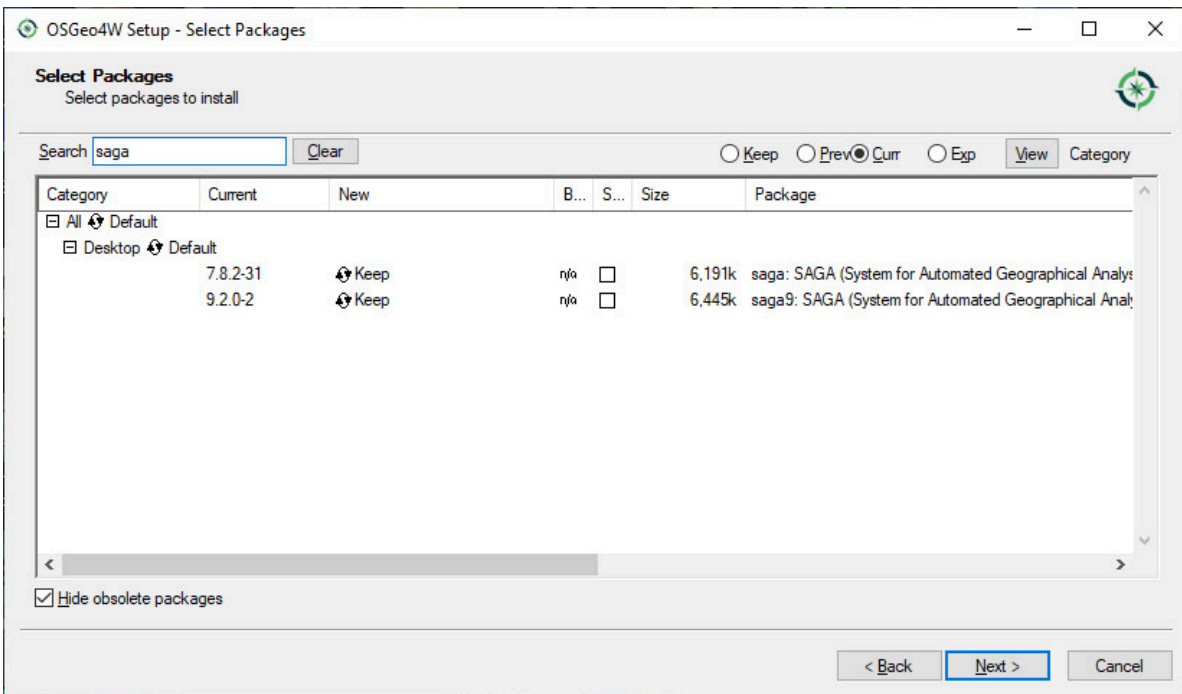 OSGeo4W Setup - Select Packages
Select Packages
Select packages to install
Search saga Clear Keep Prev Curr Exp View Category
Category Current New B... S... Size Package
All Default
Desktop Default
7.8.2-31 Keep n/a 6,191k saga: SAGA (System for Automated Geographical Analys
9.2.0-2 Keep n/a 6,445k saga9: SAGA (System for Automated Geographical Analy
Hide obsolete packages
< Back Next > Cancel